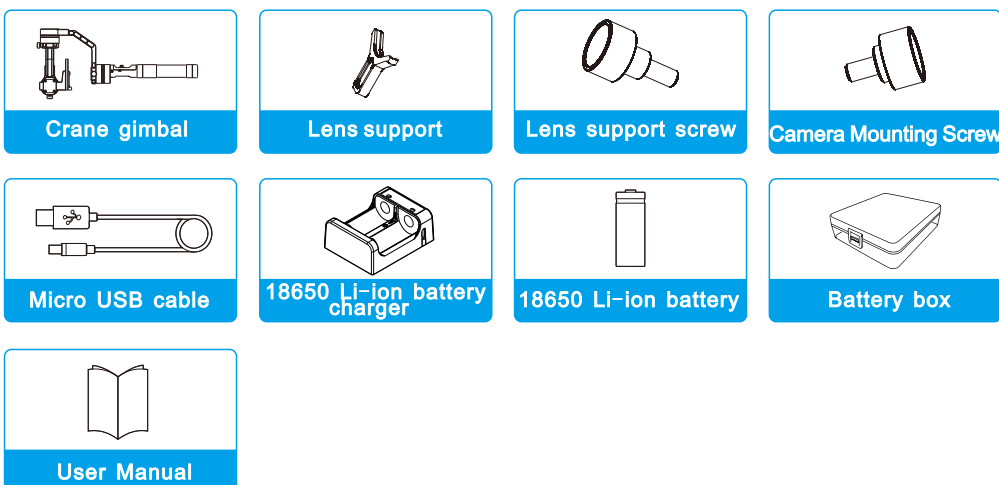 Crane gimbal
Lens support
Lens support screw
Camera Mounting Screw
Micro USB cable
18650 Li-ion battery
charger
18650 Li-ion battery
Battery box
User Manual